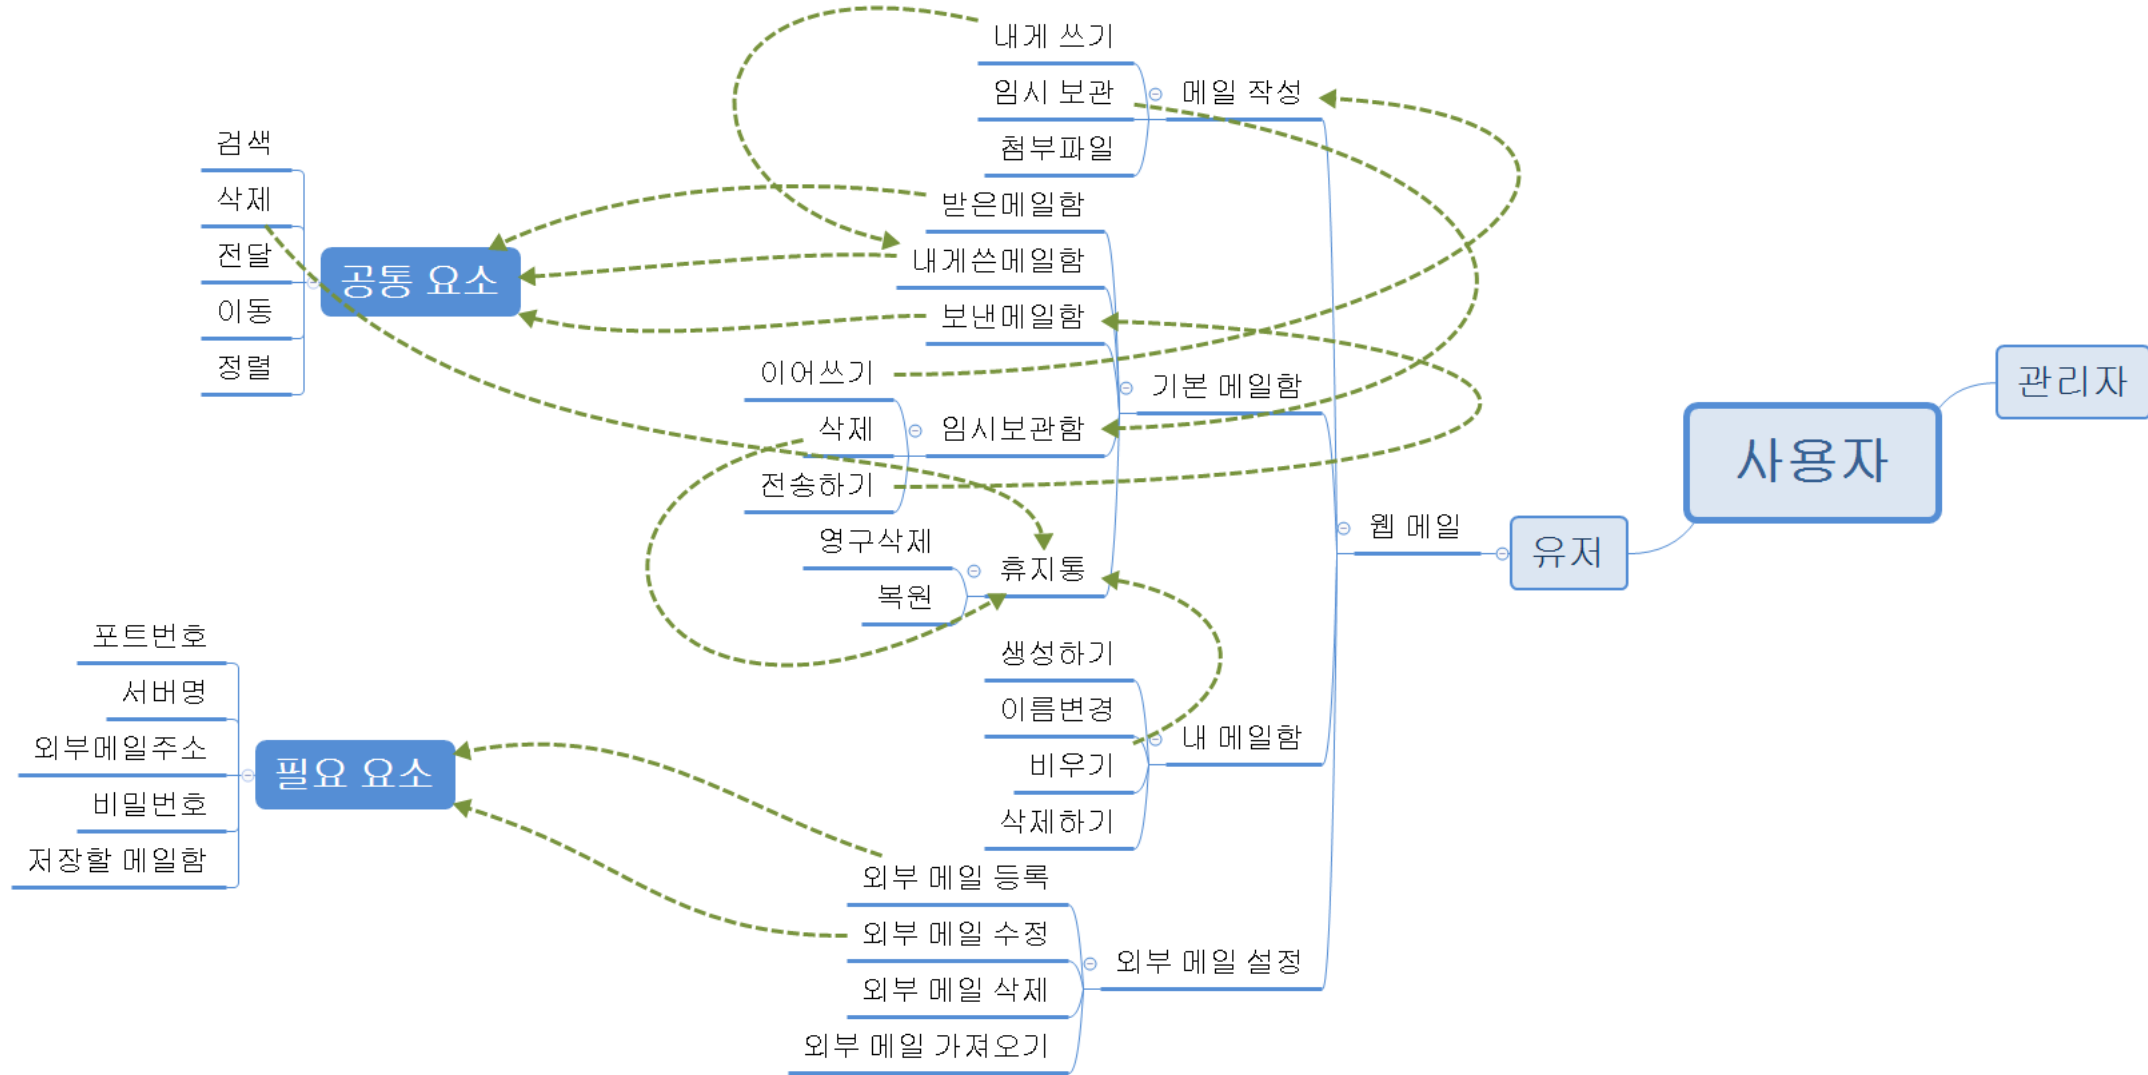 내게 쓰기
임시 보관
첨부파일
메일 작성
받은메일함
내게쓴메일함
보낸메일함
이어쓰기
삭제
전송하기
임시보관함
영구삭제
복원
휴지통
기본 메일함
생성하기
이름변경
비우기
삭제하기
내 메일함
외부 메일 등록
외부 메일 수정
외부 메일 삭제
외부 메일 가져오기
외부 메일 설정
웹 메일
유저
사용자
관리자
검색
삭제
전달
이동
정렬
공통 요소
포트번호
서버명
외부메일주소
비밀번호
저장할 메일함
필요 요소